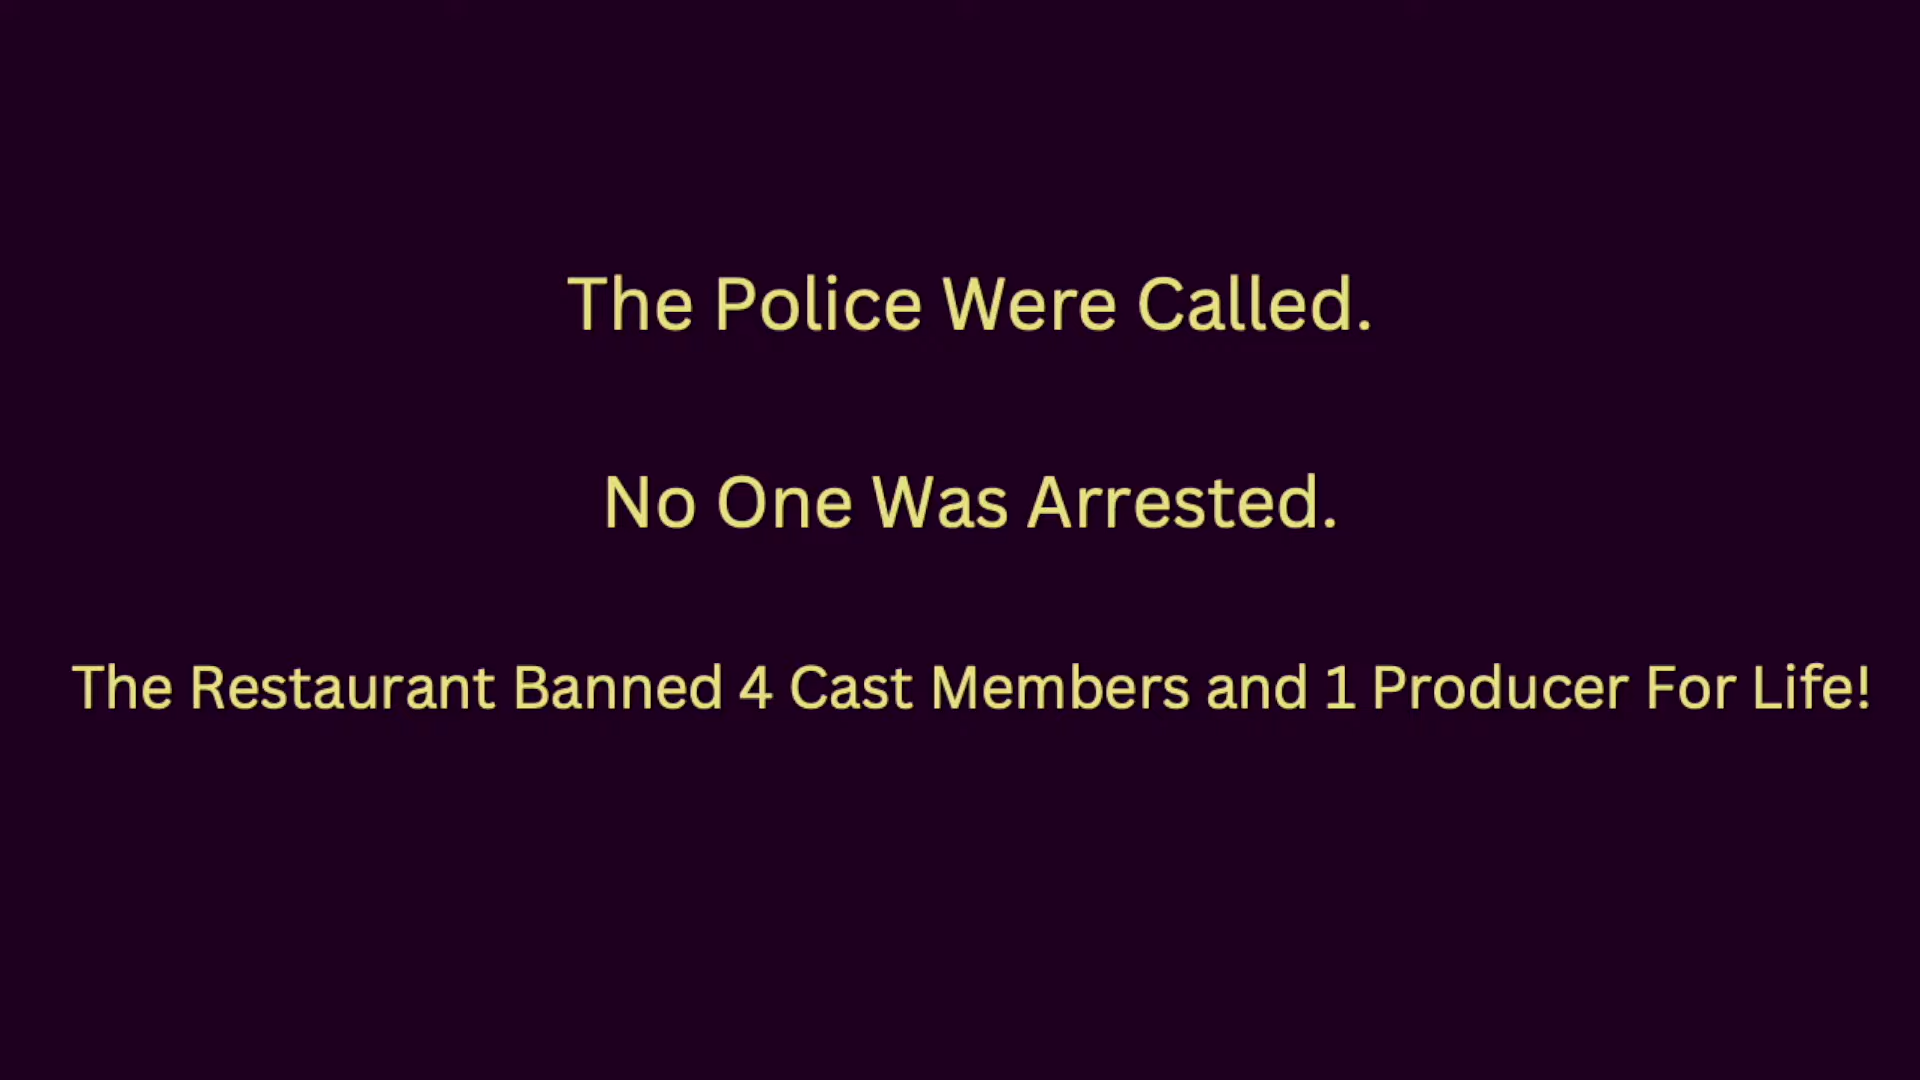 The Police Were Called.
No One Was Arrested.
The Restaurant Banned 4 Cast Members and 1 Producer For Life!